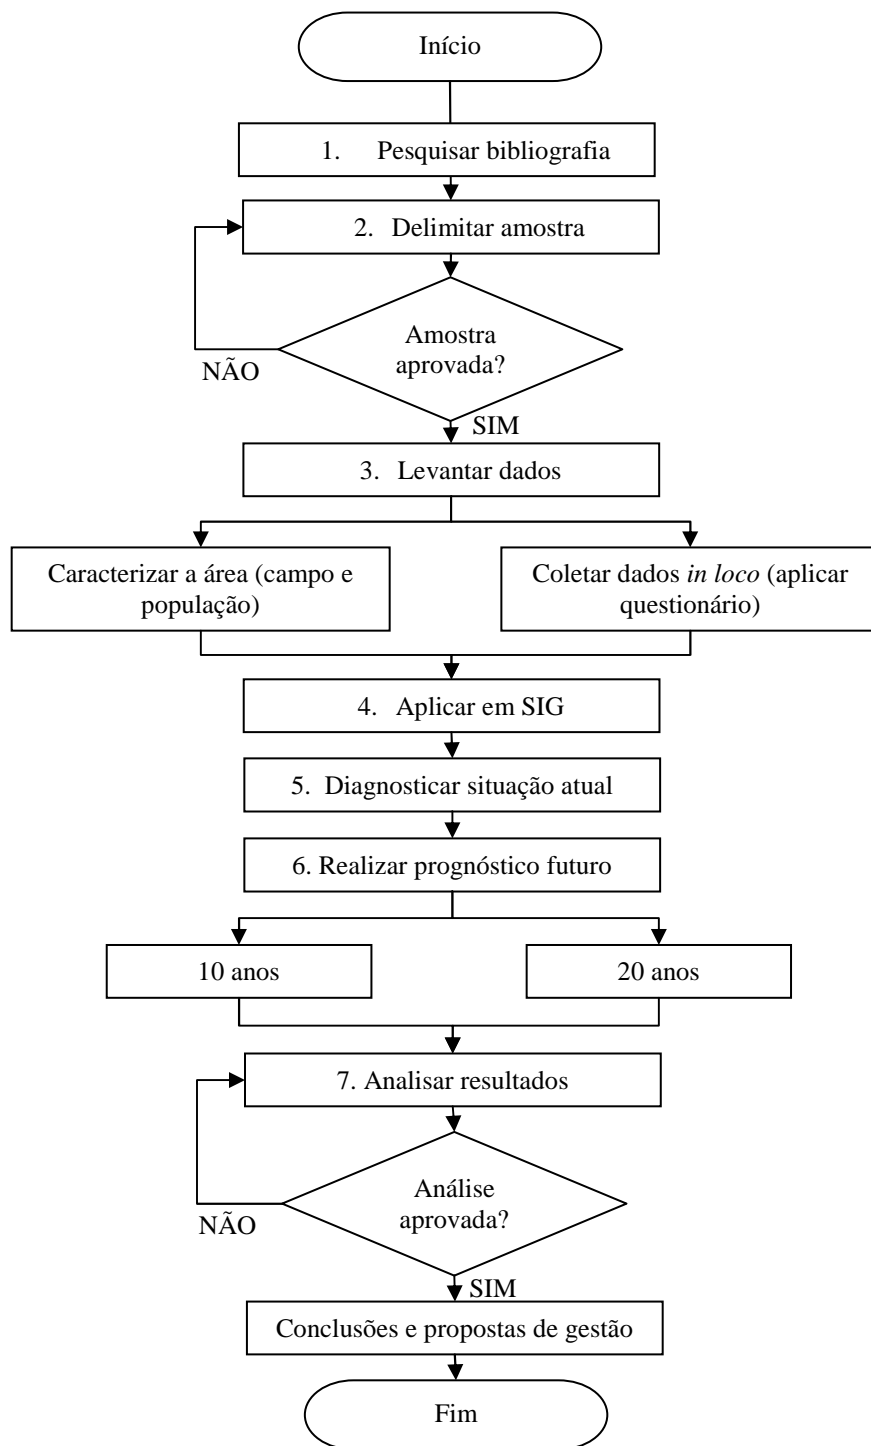 Início
1. Pesquisar bibliografia
2. Delimitar amostra
Amostra
aprovada?
NÃO
SIM
3. Levantar dados
Caracterizar a área (campo e
população)
Coletar dados in loco (aplicar
questionário)
4. Aplicar em SIG
5. Diagnosticar situação atual
6. Realizar prognóstico futuro
10 anos
20 anos
7. Analisar resultados
Análise
aprovada?
NÃO
SIM
Conclusões e propostas de gestão
Fim